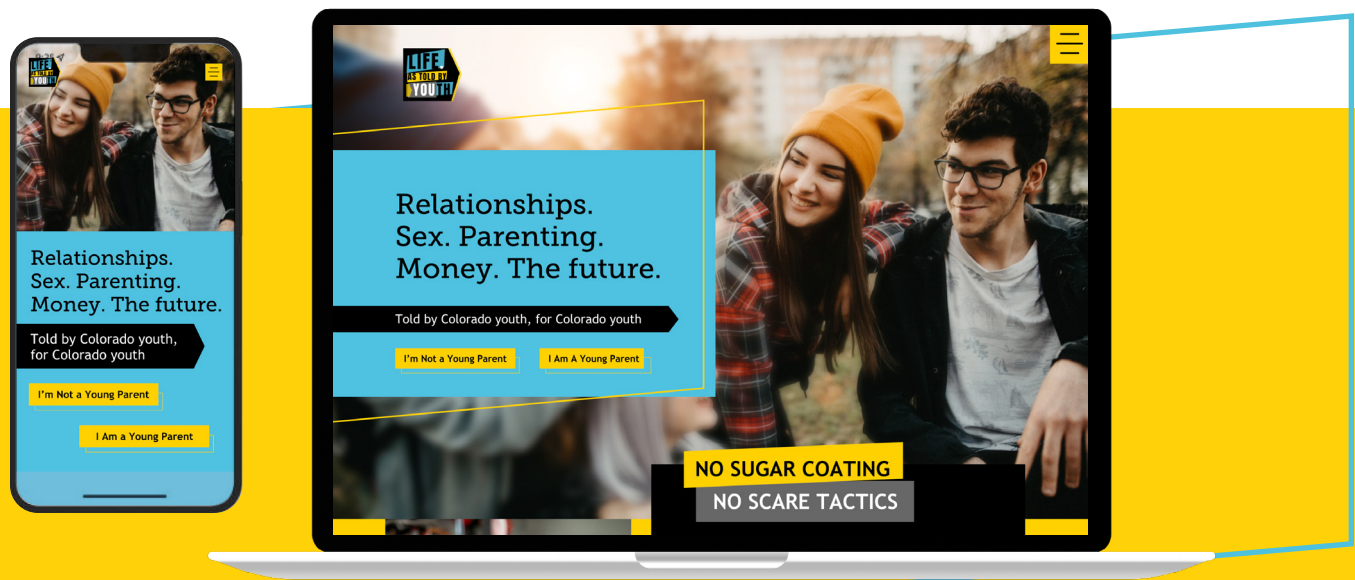 9:25
LIFE
AS TOLD BY
YOUTH
Relationships.
Sex. Parenting.
Money. The future.
Told by Colorado youth,
for Colorado youth
I'm Not a Young Parent
I Am a Young Parent
LIFE
AS TOLD BY
YOUTH
Relationships.
Sex. Parenting.
Money. The future.
Told by Colorado youth, for Colorado youth
I'm Not a Young Parent
I Am A Young Parent
NO SUGAR COATING
NO SCARE TACTICS